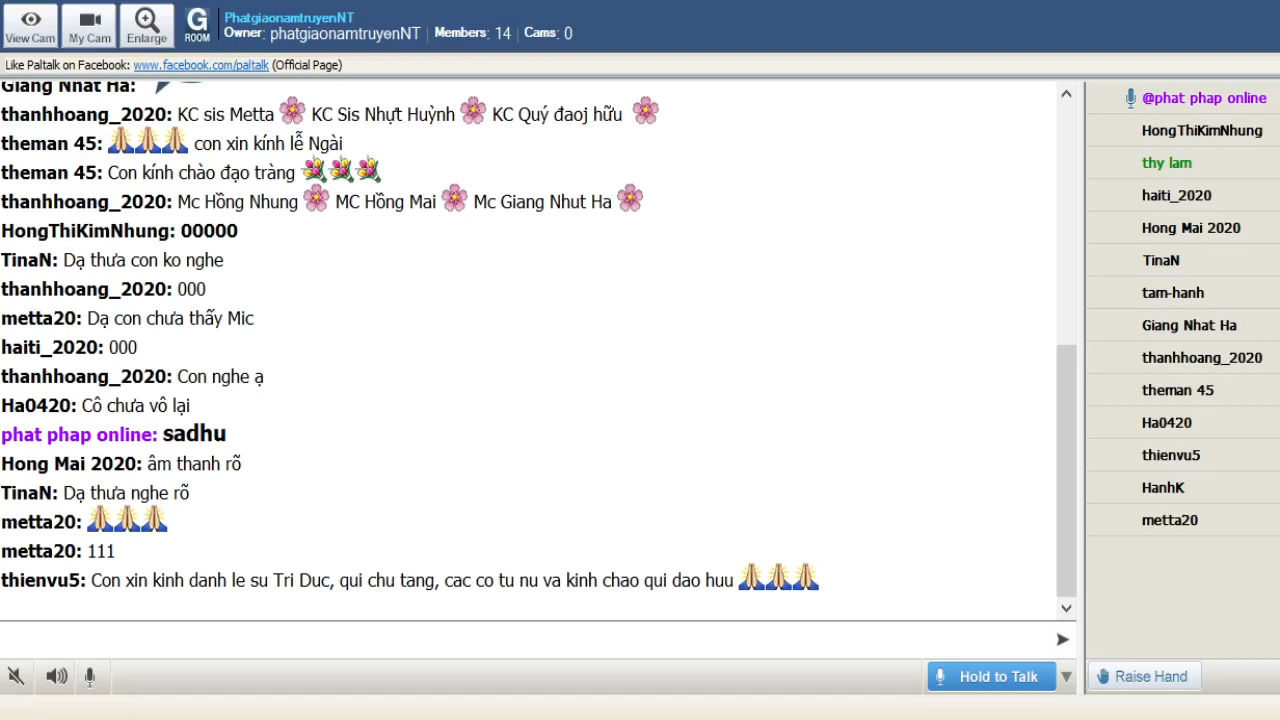 View Cam
My Cam
Enlarge
G
ROOM
PhatgiaonamtruyenNT
Owner: phatgiaonamtruyenNT | Members: 14 | Cams: 0
Like Paltalk on Facebook: www.facebook.com/paltalk (Official Page)
Giang Nhat Ha:
thanhhoang_2020: KC sis Metta KC Sis Nhựt Huỳnh KC Quý đaoj hữu
theman 45: con xin kính lễ Ngài
theman 45: Con kính chào đạo tràng
thanhhoang_2020: Mc Hồng Nhung MC Hồng Mai Mc Giang Nhut Ha
HongThiKimNhung: 00000
TinaN: Dạ thưa con ko nghe
thanhhoang_2020: 000
metta20: Dạ con chưa thấy Mic
haiti_2020: 000
thanhhoang_2020: Con nghe ạ
Ha0420: Cô chưa vô lại
phat phap online: sadhu
Hong Mai 2020: âm thanh rõ
TinaN: Dạ thưa nghe rõ
metta20:
metta20: 111
thienvu5: Con xin kinh danh le su Tri Duc, qui chu tang, cac co tu nu va kinh chao qui dao huu
@phat phap online
HongThiKimNhung
thy lam
haiti_2020
Hong Mai 2020
TinaN
tam-hanh
Giang Nhat Ha
thanhhoang_2020
theman 45
Ha0420
thienvu5
HanhK
metta20
Hold to Talk
Raise Hand